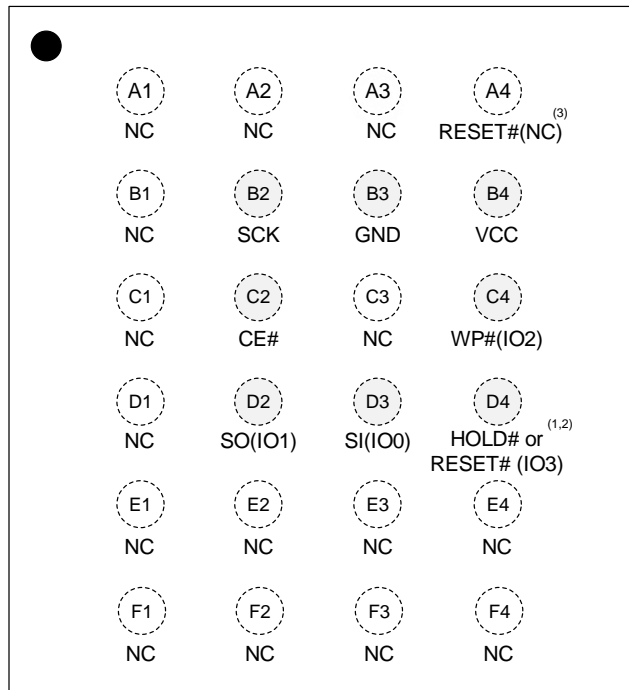 A1 A2 A3 A4
NC NC NC RESET#(NC) (3)
B1 B2 B3 B4
NC SCK GND VCC
C1 C2 C3 C4
NC CE# NC WP#(IO2)
D1 D2 D3 D4
NC SO(IO1) SI(IO0) HOLD# or (1,2)
RESET# (IO3)
E1 E2 E3 E4
NC NC NC NC
F1 F2 F3 F4
NC NC NC NC